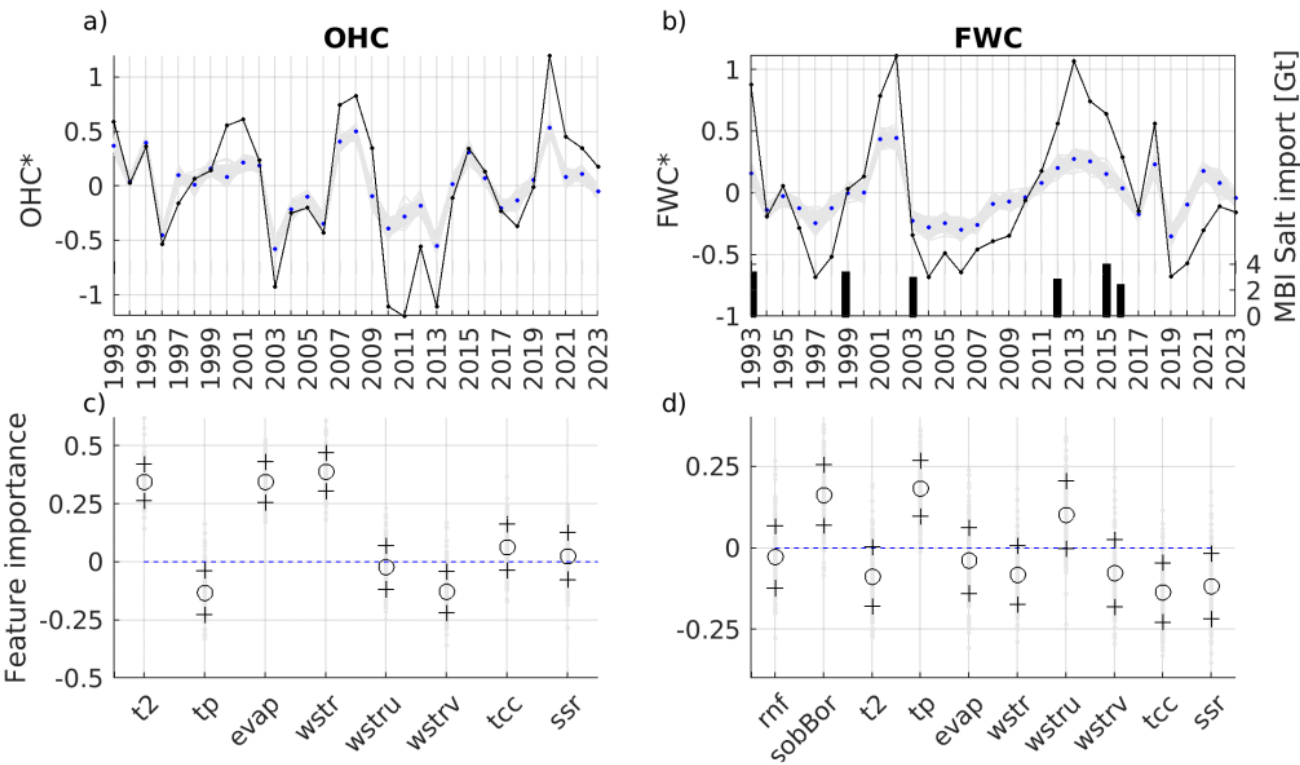 a)
OHC
OHC*
1
0.5
0
-0.5
-1
1993
1995
1997
1999
2001
2003
2005
2007
2009
2011
2013
2015
2017
2019
2021
2023
b)
FWC
FWC*
1
0.5
0
-0.5
-1
MBI Salt import [Gt]
4
2
0
1993
1995
1997
1999
2001
2003
2005
2007
2009
2011
2013
2015
2017
2019
2021
2023
c)
Feature importance
0.5
0.25
0
-0.25
-0.5
t2
tp
evap
wstr
wstru
wstrv
tcc
ssr
d)
0.25
0
-0.25
rnf
sobBor
t2
tp
evap
wstr
wstru
wstrv
tcc
ssr